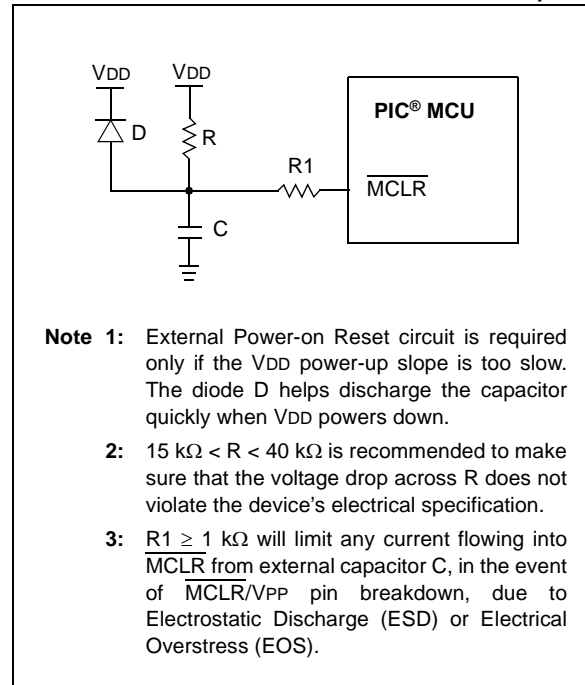 VDD VDD
D
R
R1
C
PIC® MCU
MCLR
Note 1: External Power-on Reset circuit is required
only if the VDD power-up slope is too slow.
The diode D helps discharge the capacitor
quickly when VDD powers down.
2: 15 kΩ < R < 40 kΩ is recommended to make
sure that the voltage drop across R does not
violate the device's electrical specification.
3: R1 ≥ 1 kΩ will limit any current flowing into
MCLR from external capacitor C, in the event
of MCLR/VPP pin breakdown, due to
Electrostatic Discharge (ESD) or Electrical
Overstress (EOS).